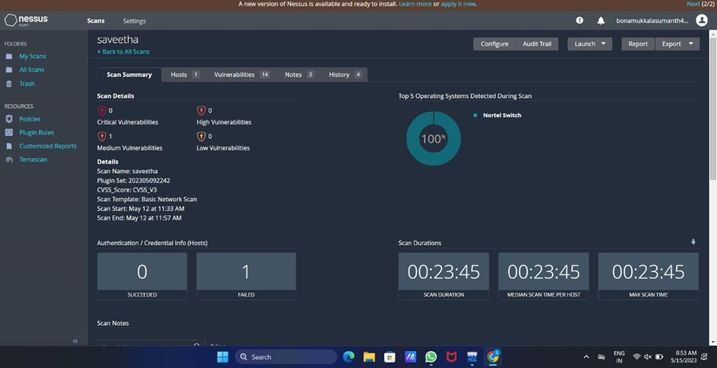 A new version of Nessus is available and ready to install. Learn more or apply it now.
Next (2/2)
nessus
Scans
Settings
bonamukkalasumanth4...
FOLDERS
My Scans
All Scans
Trash
RESOURCES
Policies
Plugin Rules
Customized Reports
Terrascan
saveetha
< Back to All Scans
Configure
Audit Trail
Launch
Report
Export
Scan Summary
Hosts 1
Vulnerabilities 14
Notes 2
History 4
Scan Details
0
Critical Vulnerabilities
0
High Vulnerabilities
1
Medium Vulnerabilities
0
Low Vulnerabilities
Details
Scan Name: saveetha
Plugin Set: 202305092242
CVSS_Score: CVSS_V3
Scan Template: Basic Network Scan
Scan Start: May 12 at 11:33 AM
Scan End: May 12 at 11:57 AM
Top 5 Operating Systems Detected During Scan
100%
Nortel Switch
Authentication / Credential Info (Hosts)
0
SUCCEEDED
1
FAILED
Scan Durations
00:23:45
SCAN DURATION
00:23:45
MEDIAN SCAN TIME PER HOST
00:23:45
MAX SCAN TIME
Scan Notes
Search
ENG
IN
8:53 AM
5/15/2023